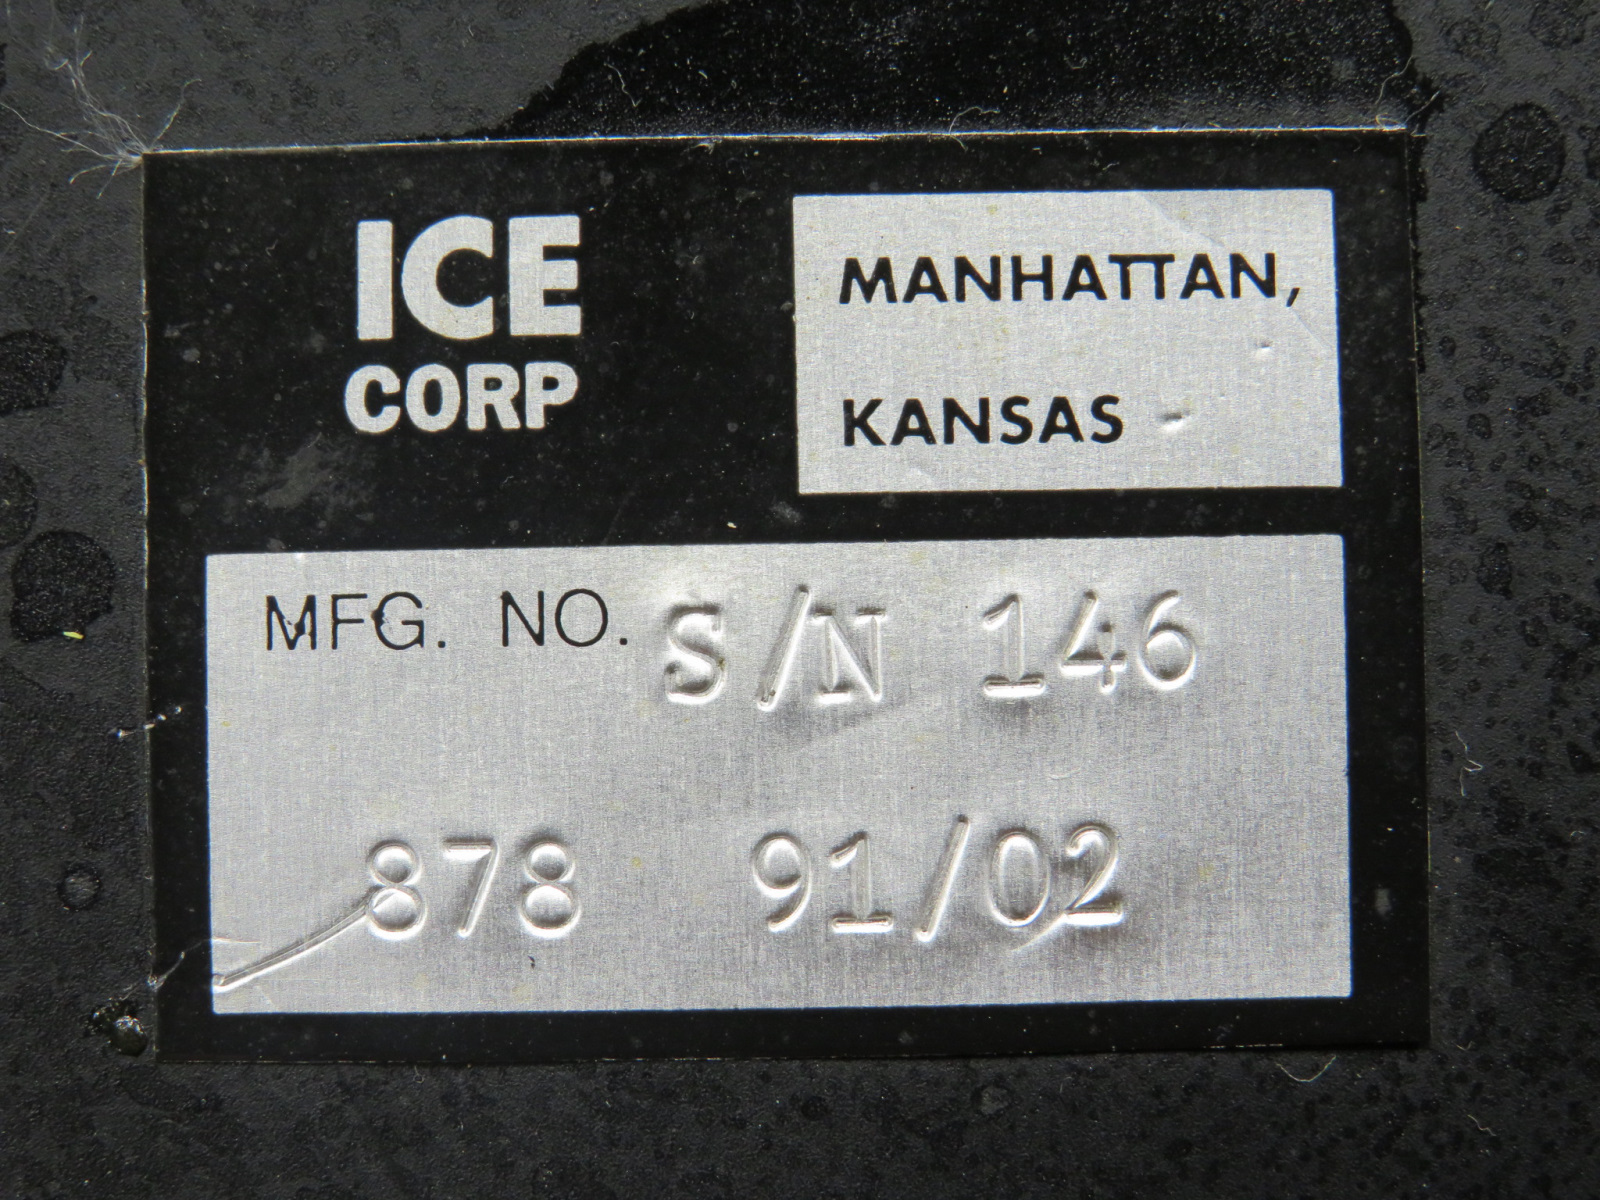 ICE
CORP
MANHATTAN,
KANSAS
MFG. NO. S/N 146
878 91/02